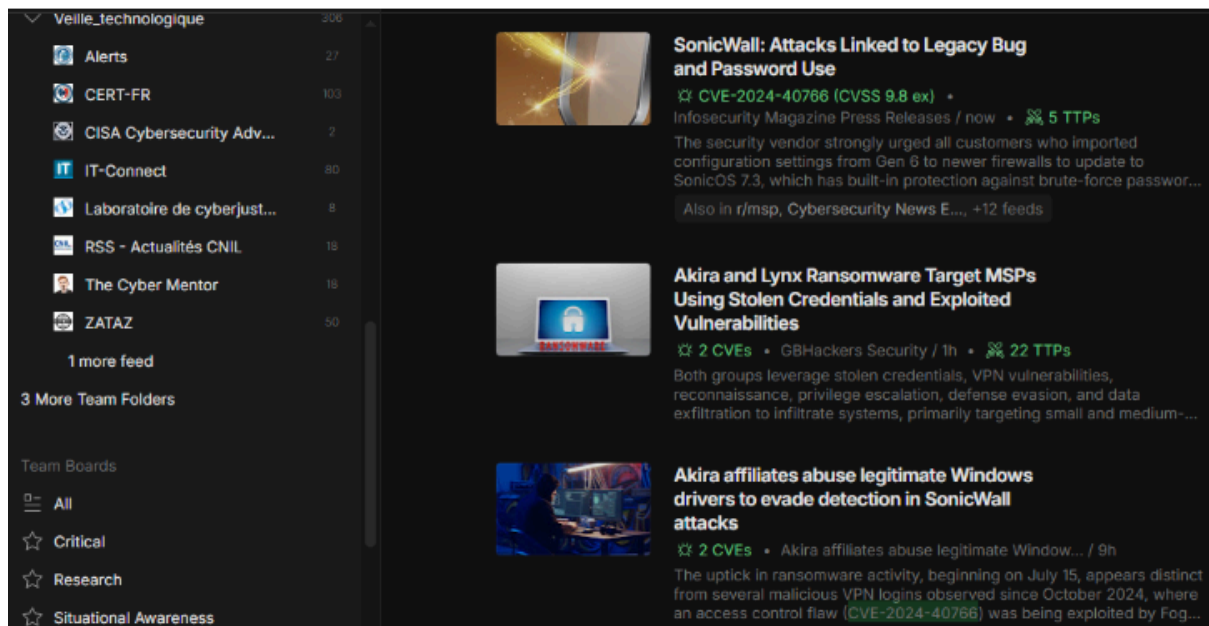 Veille_technologique 306
Alerts 27
CERT-FR 103
CISA Cybersecurity Adv... 2
IT-Connect 80
Laboratoire de cyberjust... 8
RSS - Actualités CNIL 18
The Cyber Mentor 18
ZATAZ 50
1 more feed
3 More Team Folders
Team Boards
All
Critical
Research
Situational Awareness
SonicWall: Attacks Linked to Legacy Bug
and Password Use
CVE-2024-40766 (CVSS 9.8 ex) •
Infosecurity Magazine Press Releases / now • 5 TTPs
The security vendor strongly urged all customers who imported
configuration settings from Gen 6 to newer firewalls to update to
SonicOS 7.3, which has built-in protection against brute-force passwor...
Also in r/msp, Cybersecurity News E..., +12 feeds
RANSOMWARE
Akira and Lynx Ransomware Target MSPs
Using Stolen Credentials and Exploited
Vulnerabilities
2 CVEs • GBHackers Security / 1h • 22 TTPs
Both groups leverage stolen credentials, VPN vulnerabilities,
reconnaissance, privilege escalation, defense evasion, and data
exfiltration to infiltrate systems, primarily targeting small and medium-...
Akira affiliates abuse legitimate Windows
drivers to evade detection in SonicWall
attacks
2 CVEs • Akira affiliates abuse legitimate Window... / 9h
The uptick in ransomware activity, beginning on July 15, appears distinct
from several malicious VPN logins observed since October 2024, where
an access control flaw (CVE-2024-40766) was being exploited by Fog...